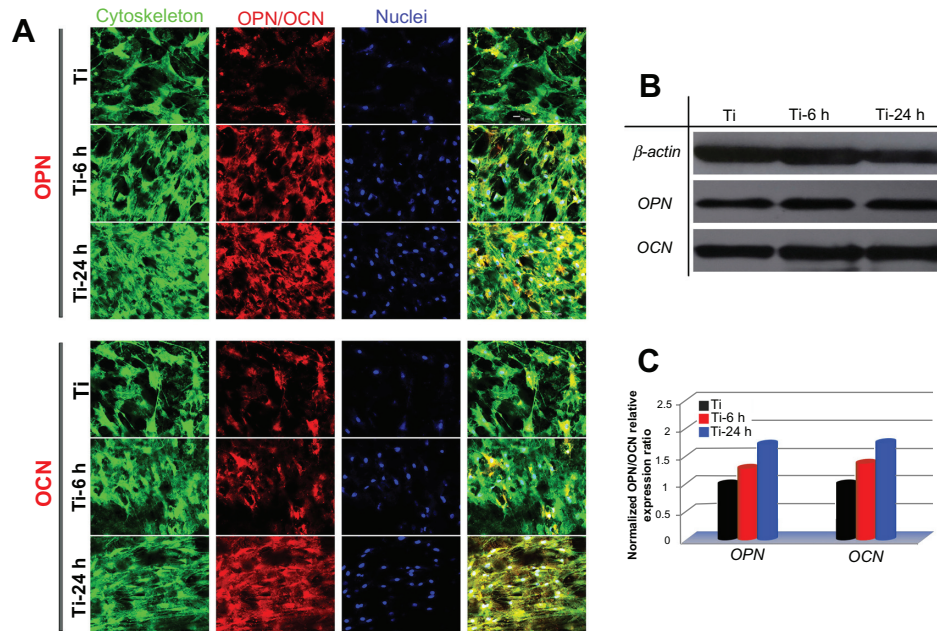 A
Cytoskeleton OPN/OCN Nuclei
OPN
Ti
Ti-6 h
Ti-24 h
OCN
Ti
Ti-6 h
Ti-24 h
B
Ti Ti-6 h Ti-24 h
β-actin
OPN
OCN
C
Normalized OPN/OCN relative
expression ratio
2.5
2
1.5
1
0.5
0
Ti
Ti-6 h
Ti-24 h
OPN OCN